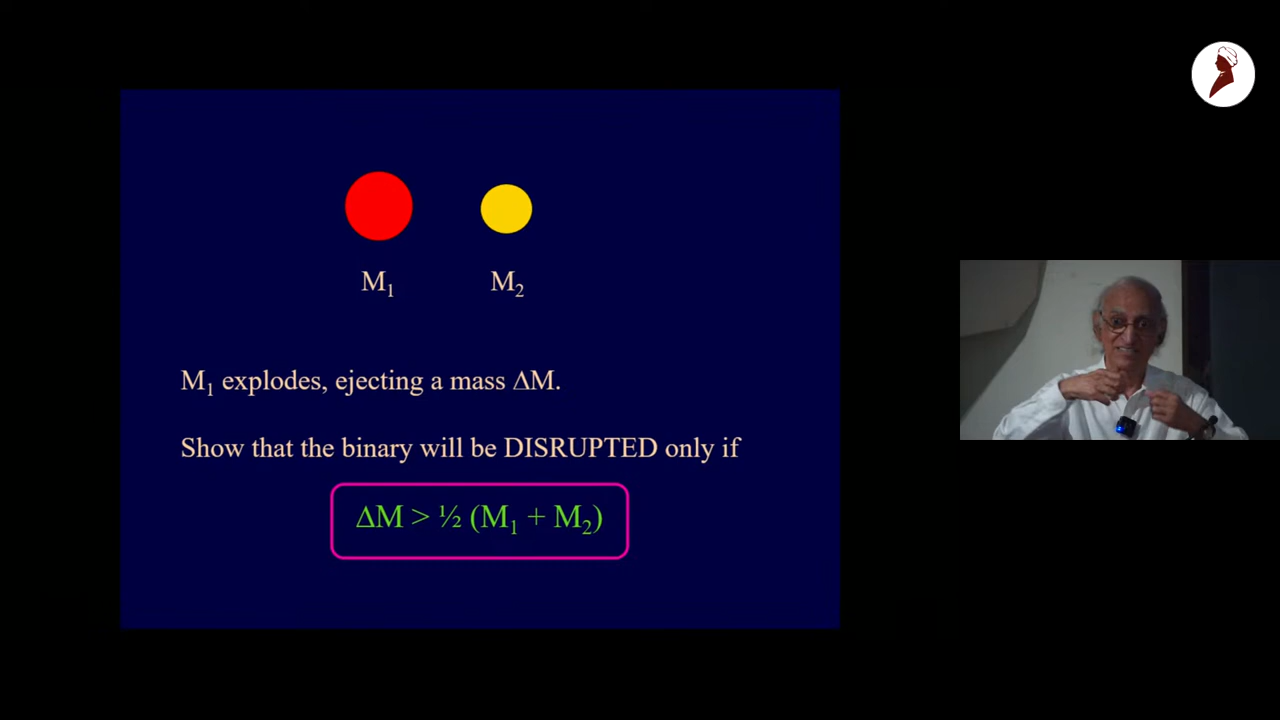 M₁ M₂
M₁ explodes, ejecting a mass ΔM.
Show that the binary will be DISRUPTED only if
ΔM > ½ (M₁ + M₂)